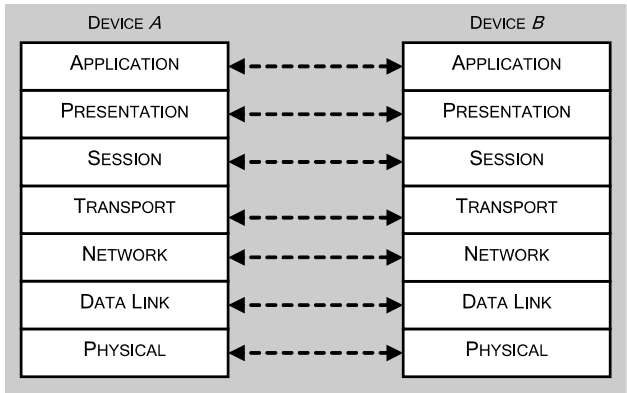 DEVICE A DEVICE B
APPLICATION APPLICATION
PRESENTATION PRESENTATION
SESSION SESSION
TRANSPORT TRANSPORT
NETWORK NETWORK
DATA LINK DATA LINK
PHYSICAL PHYSICAL